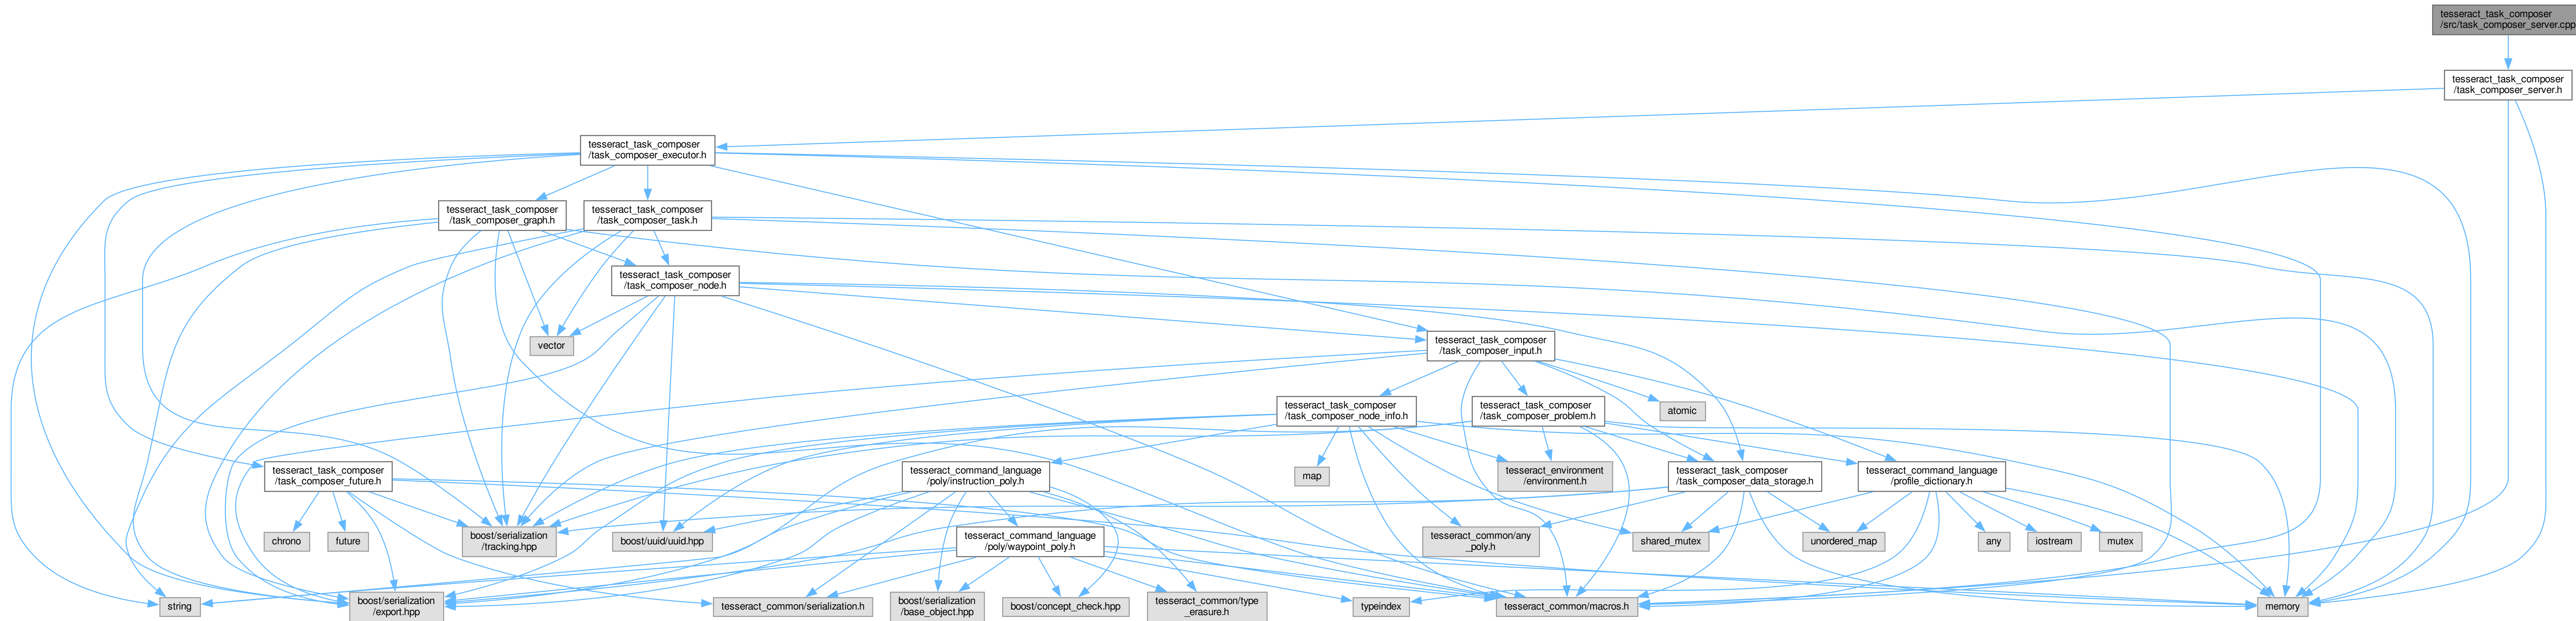 tesseract_task_composer
/src/task_composer_server.cpp
tesseract_task_composer
/task_composer_server.h
tesseract_task_composer
/task_composer_executor.h
tesseract_task_composer
/task_composer_graph.h
tesseract_task_composer
/task_composer_task.h
tesseract_task_composer
/task_composer_node.h
vector
tesseract_task_composer
/task_composer_input.h
tesseract_task_composer
/task_composer_node_info.h
tesseract_task_composer
/task_composer_problem.h
atomic
tesseract_task_composer
/task_composer_future.h
map
tesseract_command_language
/poly/instruction_poly.h
tesseract_environment
/environment.h
tesseract_task_composer
/task_composer_data_storage.h
tesseract_command_language
/profile_dictionary.h
chrono
future
boost/serialization
/tracking.hpp
boost/uuid/uuid.hpp
tesseract_command_language
/poly/waypoint_poly.h
tesseract_common/any
_poly.h
shared_mutex
unordered_map
any
iostream
mutex
string
boost/serialization
/export.hpp
tesseract_common/serialization.h
boost/serialization
/base_object.hpp
boost/concept_check.hpp
tesseract_common/type
_erasure.h
typeindex
tesseract_common/macros.h
memory